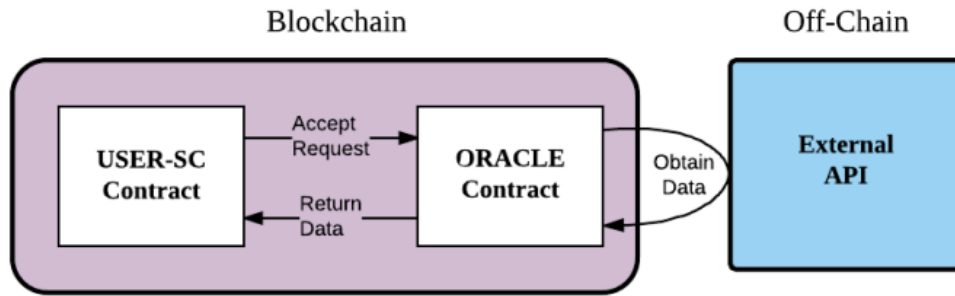 Blockchain
Off-Chain
USER-SC
Contract
Accept
Request
Return
Data
ORACLE
Contract
Obtain
Data
External
API